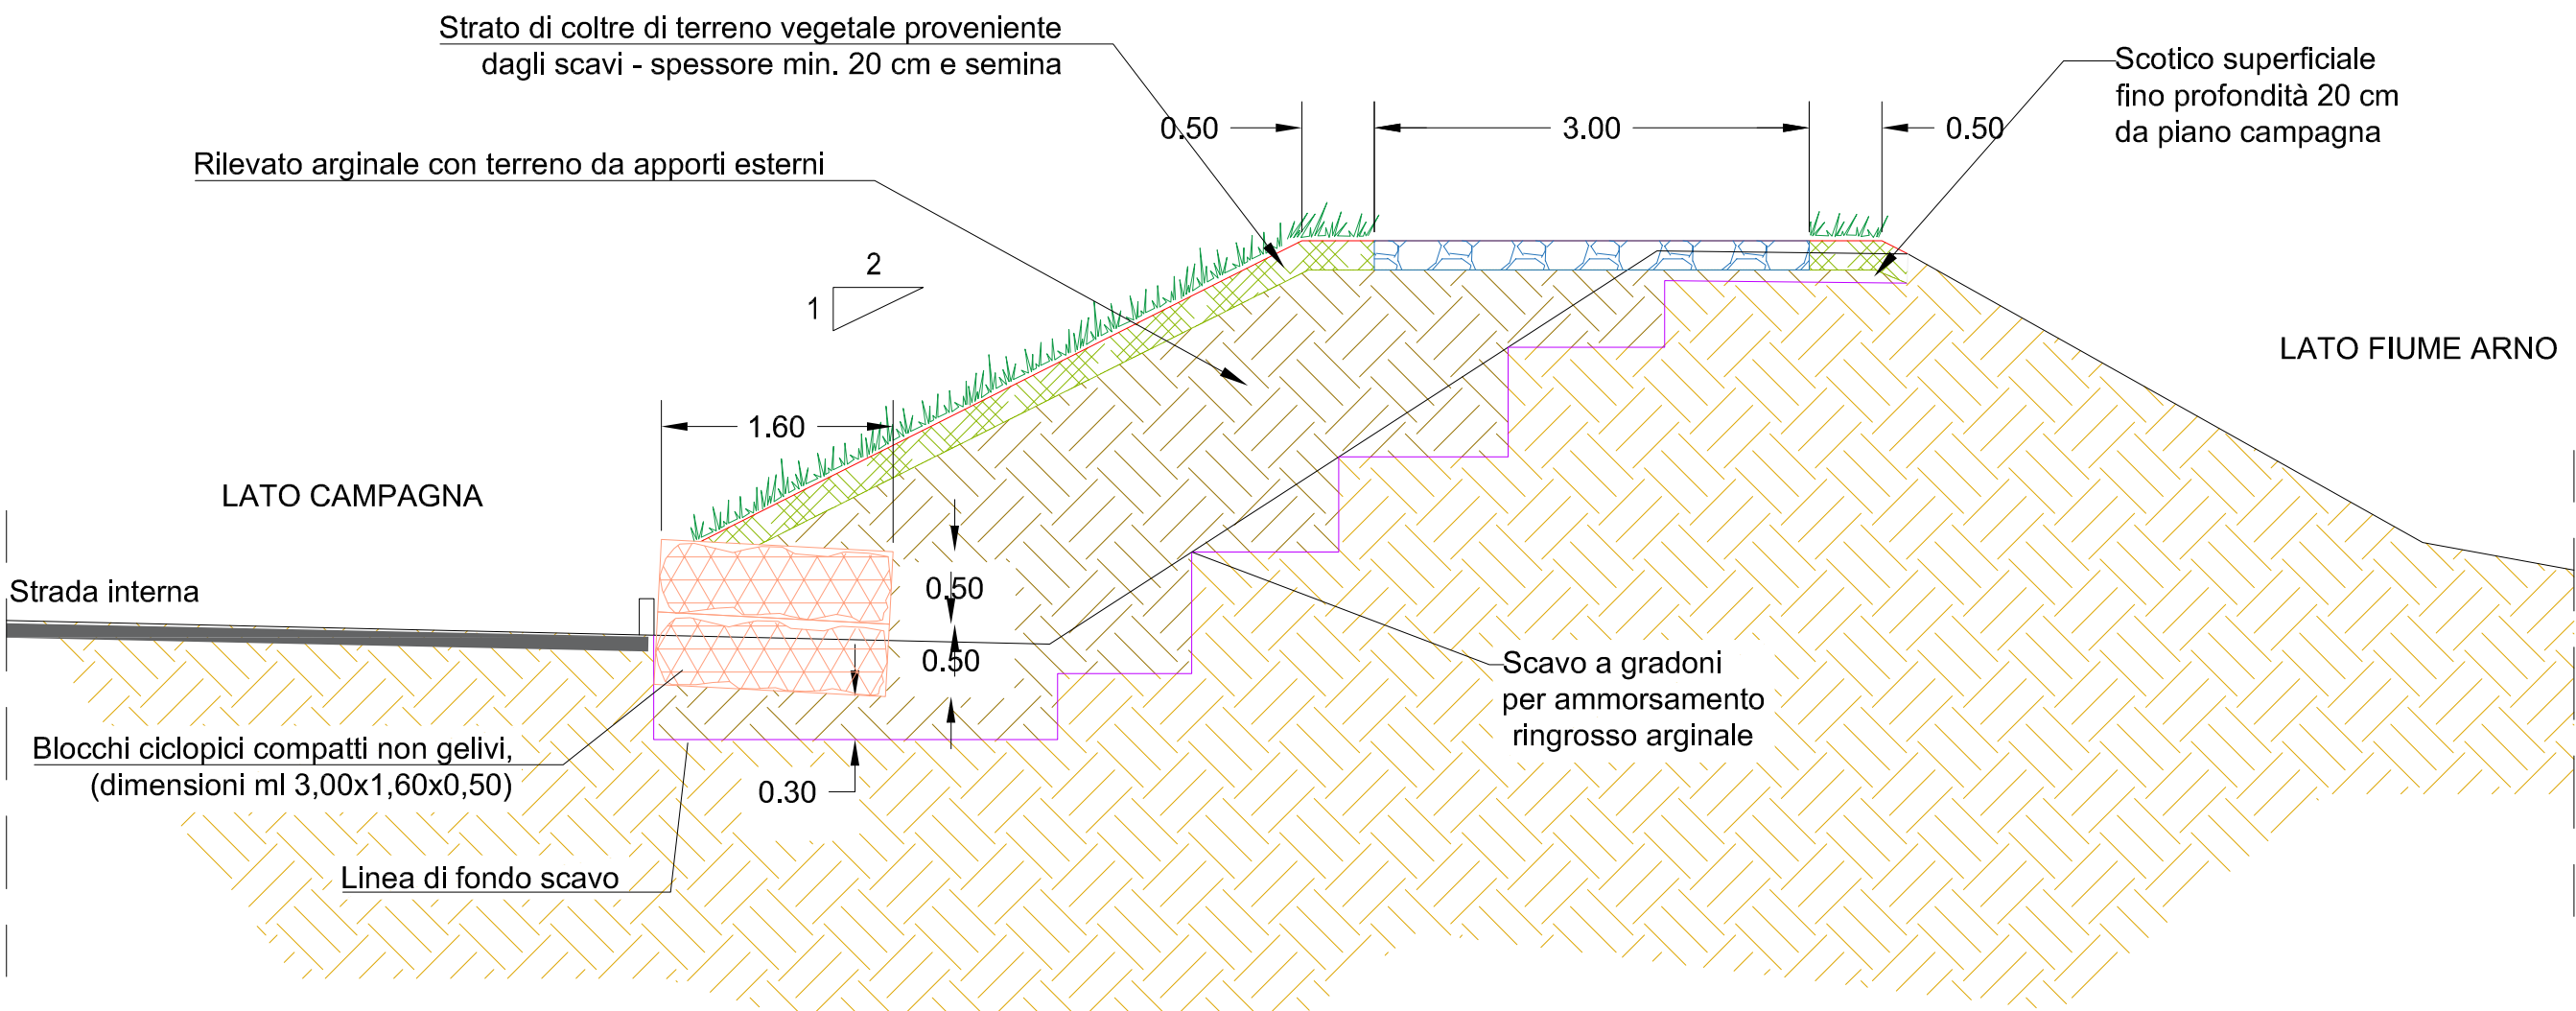 Strato di coltre di terreno vegetale proveniente
dagli scavi - spessore min. 20 cm e semina
Scotico superficiale
fino profondità 20 cm
da piano campagna
0.50
3.00
0.50
Rilevato arginale con terreno da apporti esterni
2
1
LATO FIUME ARNO
1.60
LATO CAMPAGNA
Strada interna
0.50
0.50
Scavo a gradoni
per ammorsamento
ringrosso arginale
Blocchi ciclopici compatti non gelivi,
(dimensioni ml 3,00x1,60x0,50)
0.30
Linea di fondo scavo